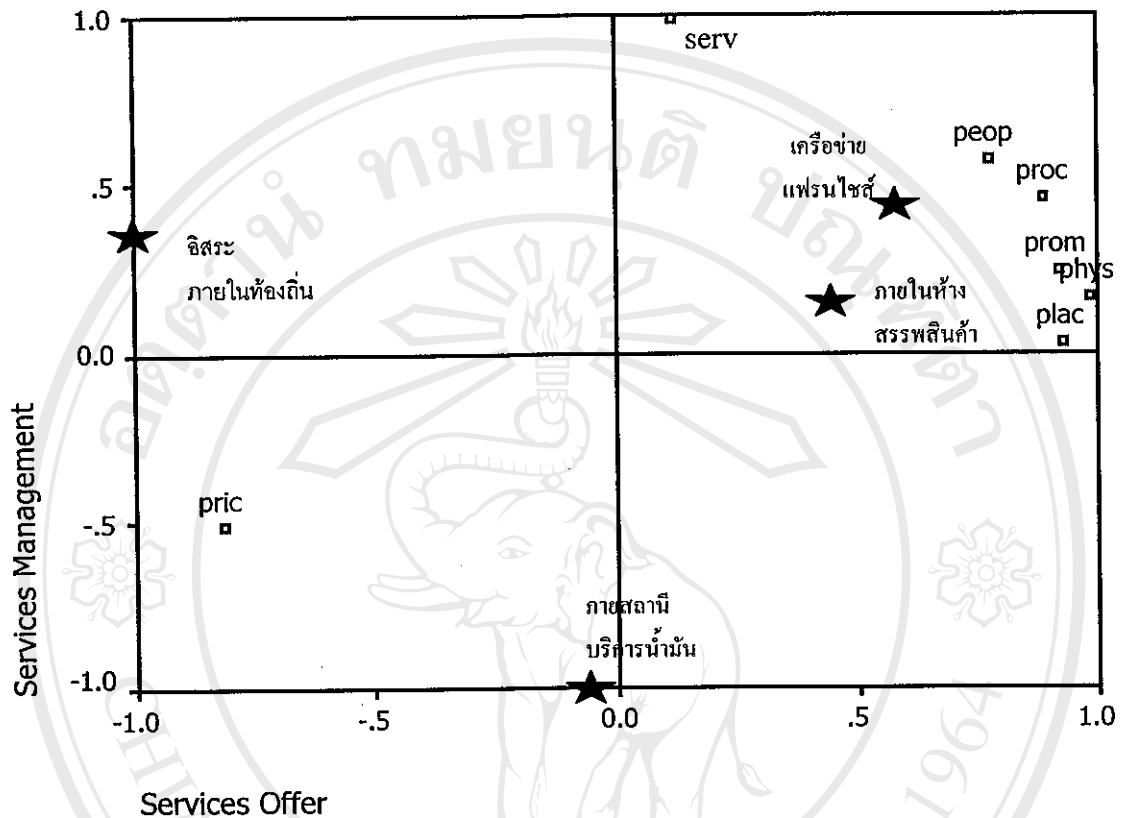 1.0
serv
เครือข่าย
peop
แฟรนไชส์
proc
.5
อิสระ
prom
ภายในท้องถิ่น
phys
ภายในห้าง
plac
สรรพสินค้า
0.0
Services Management
pric
-.5
ภายสถานี
บริการน้ำมัน
-1.0
-1.0
-.5
0.0
.5
1.0
Services Offer
1964